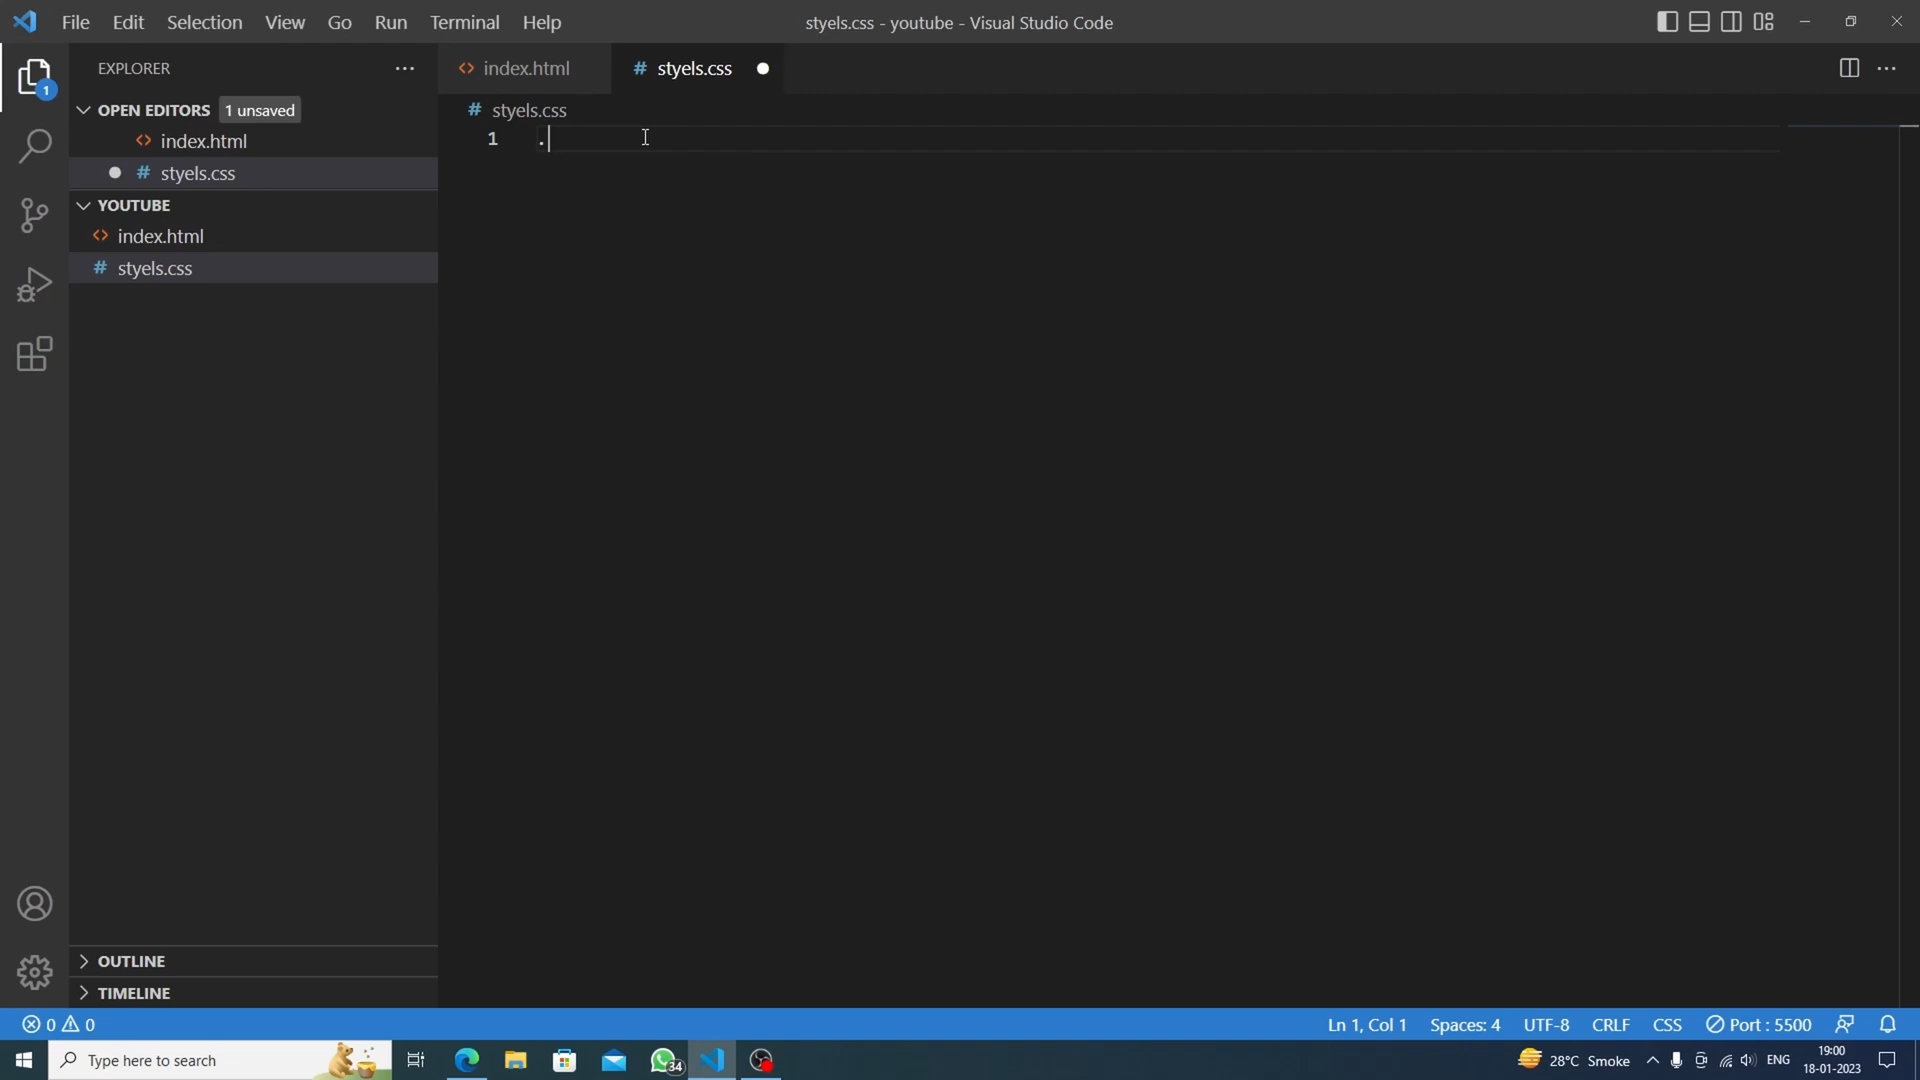 File Edit Selection View Go Run Terminal Help
styels.css - youtube - Visual Studio Code
EXPLORER
index.html
# styels.css
1
OPEN EDITORS 1 unsaved
# styels.css
index.html
1 .
# styels.css
YOUTUBE
index.html
# styels.css
OUTLINE
TIMELINE
0 0
Ln 1, Col 1 Spaces: 4 UTF-8 CRLF CSS Port : 5500
Type here to search
34
28°C Smoke
ENG
19:00
18-01-2023